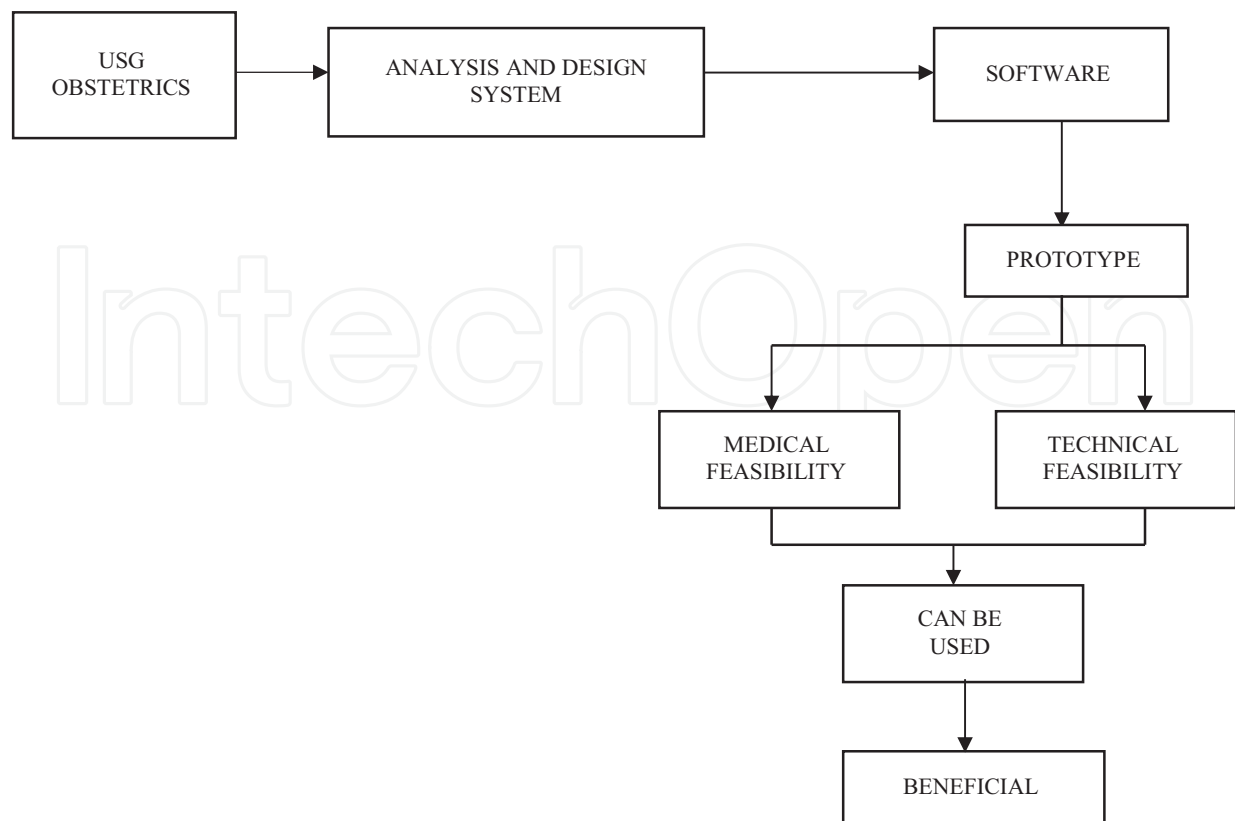 USG
OBSTETRICS
ANALYSIS AND DESIGN
SYSTEM
SOFTWARE
PROTOTYPE
IntechOpen
MEDICAL
FEASIBILITY
TECHNICAL
FEASIBILITY
CAN BE
USED
BENEFICIAL